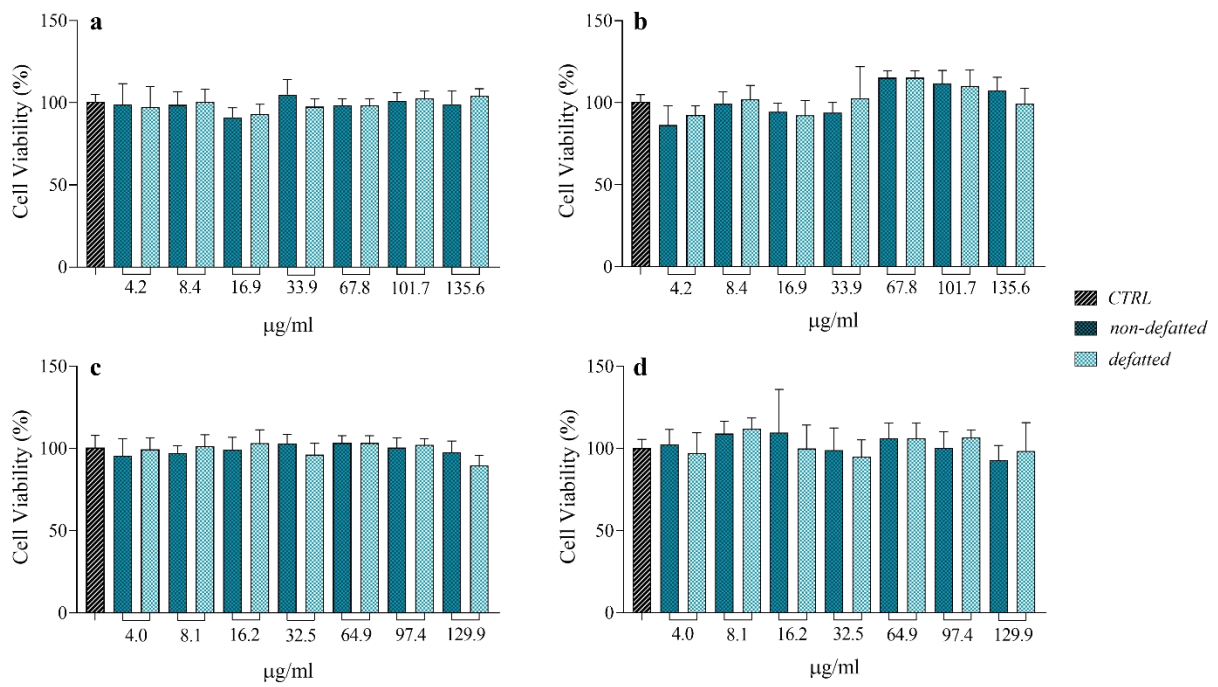 a
150
100
50
0
Cell Viability (%)
4.2 8.4 16.9 33.9 67.8 101.7 135.6
μg/ml
b
150
100
50
0
Cell Viability (%)
4.2 8.4 16.9 33.9 67.8 101.7 135.6
μg/ml
CTRL
non-defatted
defatted
c
150
100
50
0
Cell Viability (%)
4.0 8.1 16.2 32.5 64.9 97.4 129.9
μg/ml
d
150
100
50
0
Cell Viability (%)
4.0 8.1 16.2 32.5 64.9 97.4 129.9
μg/ml